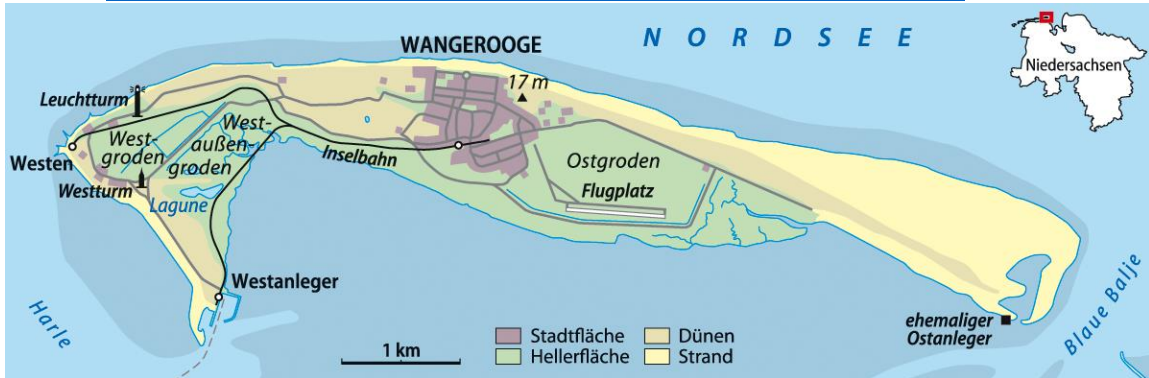 NORDSEE
WANGEROOGE
17 m
Niedersachsen
Leuchtturm
West-
groden
West-
außen-
groden
Westen
Westturm
Lagune
Inselbahn
Ostgroden
Flugplatz
Westanleger
Harle
1 km
Stadtfläche
Hellerfläche
Dünen
Strand
ehemaliger
Ostanleger
Blaue Balje